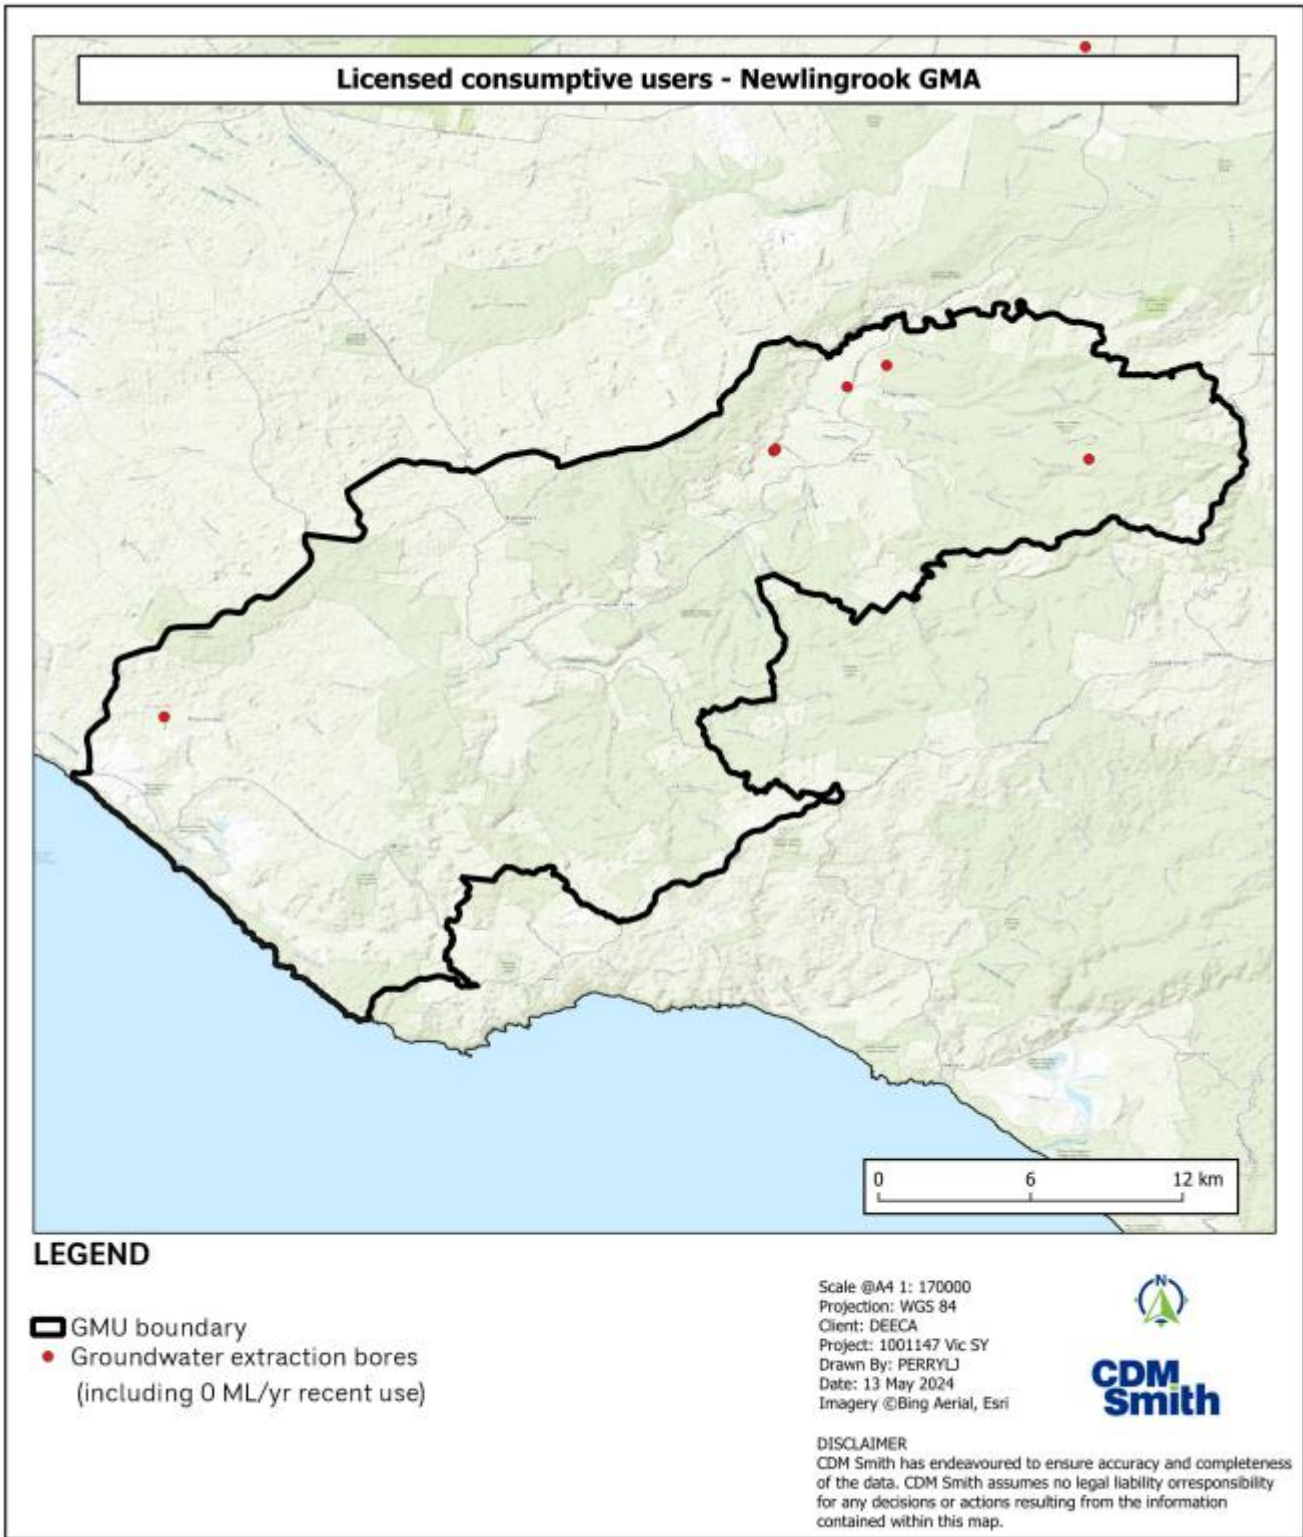 Licensed consumptive users - Newlingrook GMA
0 6 12 km
LEGEND
GMU boundary
Groundwater extraction bores
(including 0 ML/yr recent use)
Scale @A4 1: 170000
Projection: WGS 84
Client: DEECA
Project: 1001147 Vic SY
Drawn By: PERRYLJ
Date: 13 May 2024
Imagery ©Bing Aerial, Esri
N
CDM
Smith
DISCLAIMER
CDM Smith has endeavoured to ensure accuracy and completeness
of the data. CDM Smith assumes no legal liability orresponsibility
for any decisions or actions resulting from the information
contained within this map.